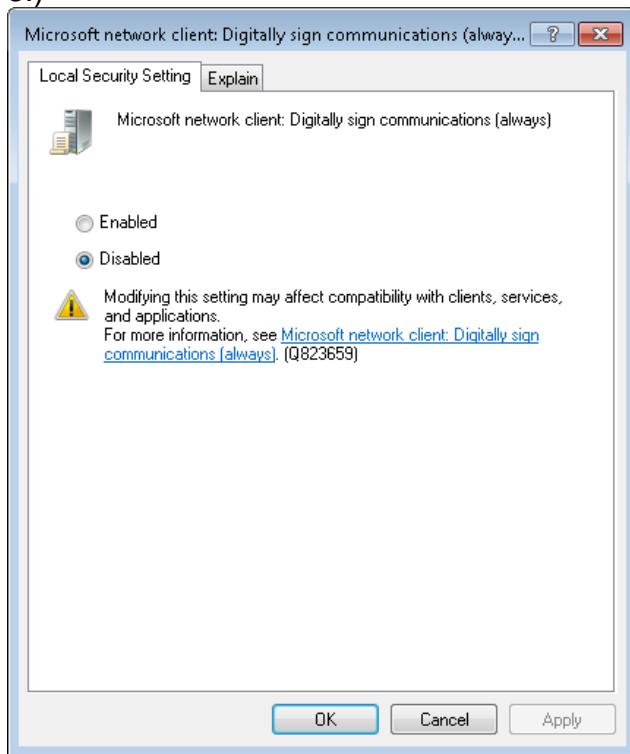 Microsoft network client: Digitally sign communications (alway...
Local Security Setting
Explain
Microsoft network client: Digitally sign communications (always)
Enabled
Disabled
Modifying this setting may affect compatibility with clients, services,
and applications.
For more information, see Microsoft network client: Digitally sign
communications (always). (Q823659)
OK
Cancel
Apply